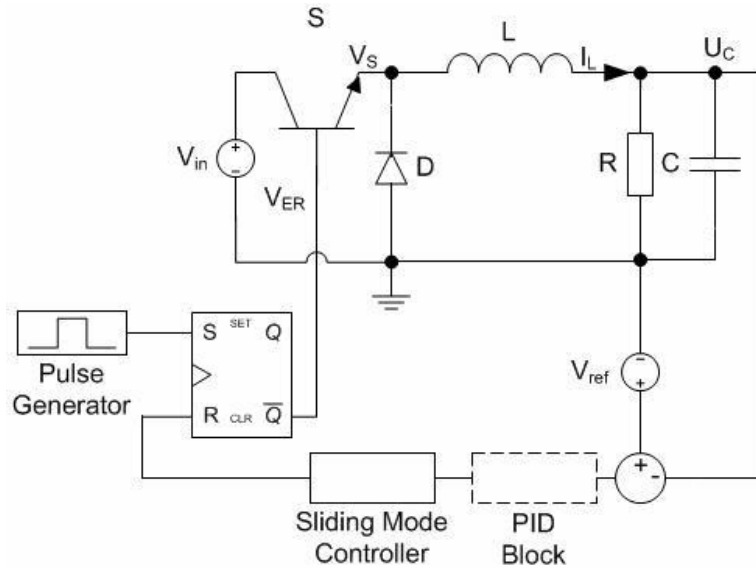 S
V_S
L
I_L
U_C
V_in
+
-
V_ER
D
R
C
S
SET
Q
R
CLR
Q̅
Pulse
Generator
V_ref
-
+
+
-
Sliding Mode
Controller
PID
Block